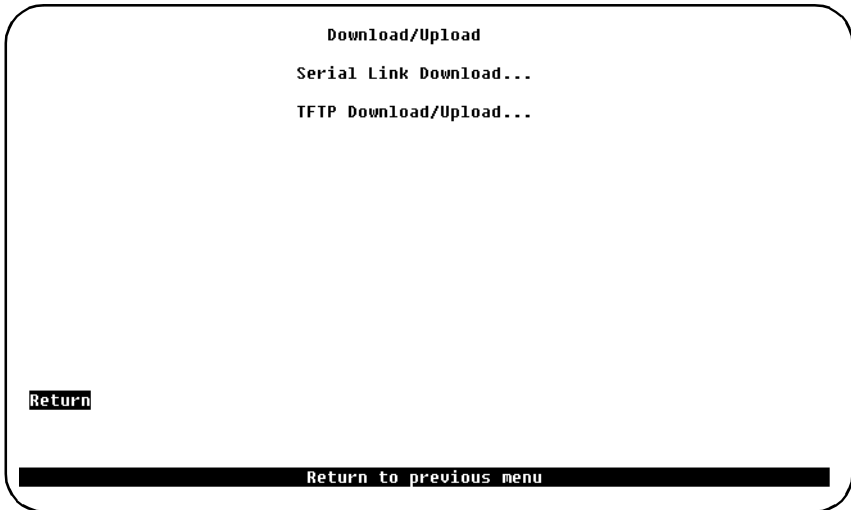 Download/Upload
Serial Link Download...
TFTP Download/Upload...
Return
Return to previous menu